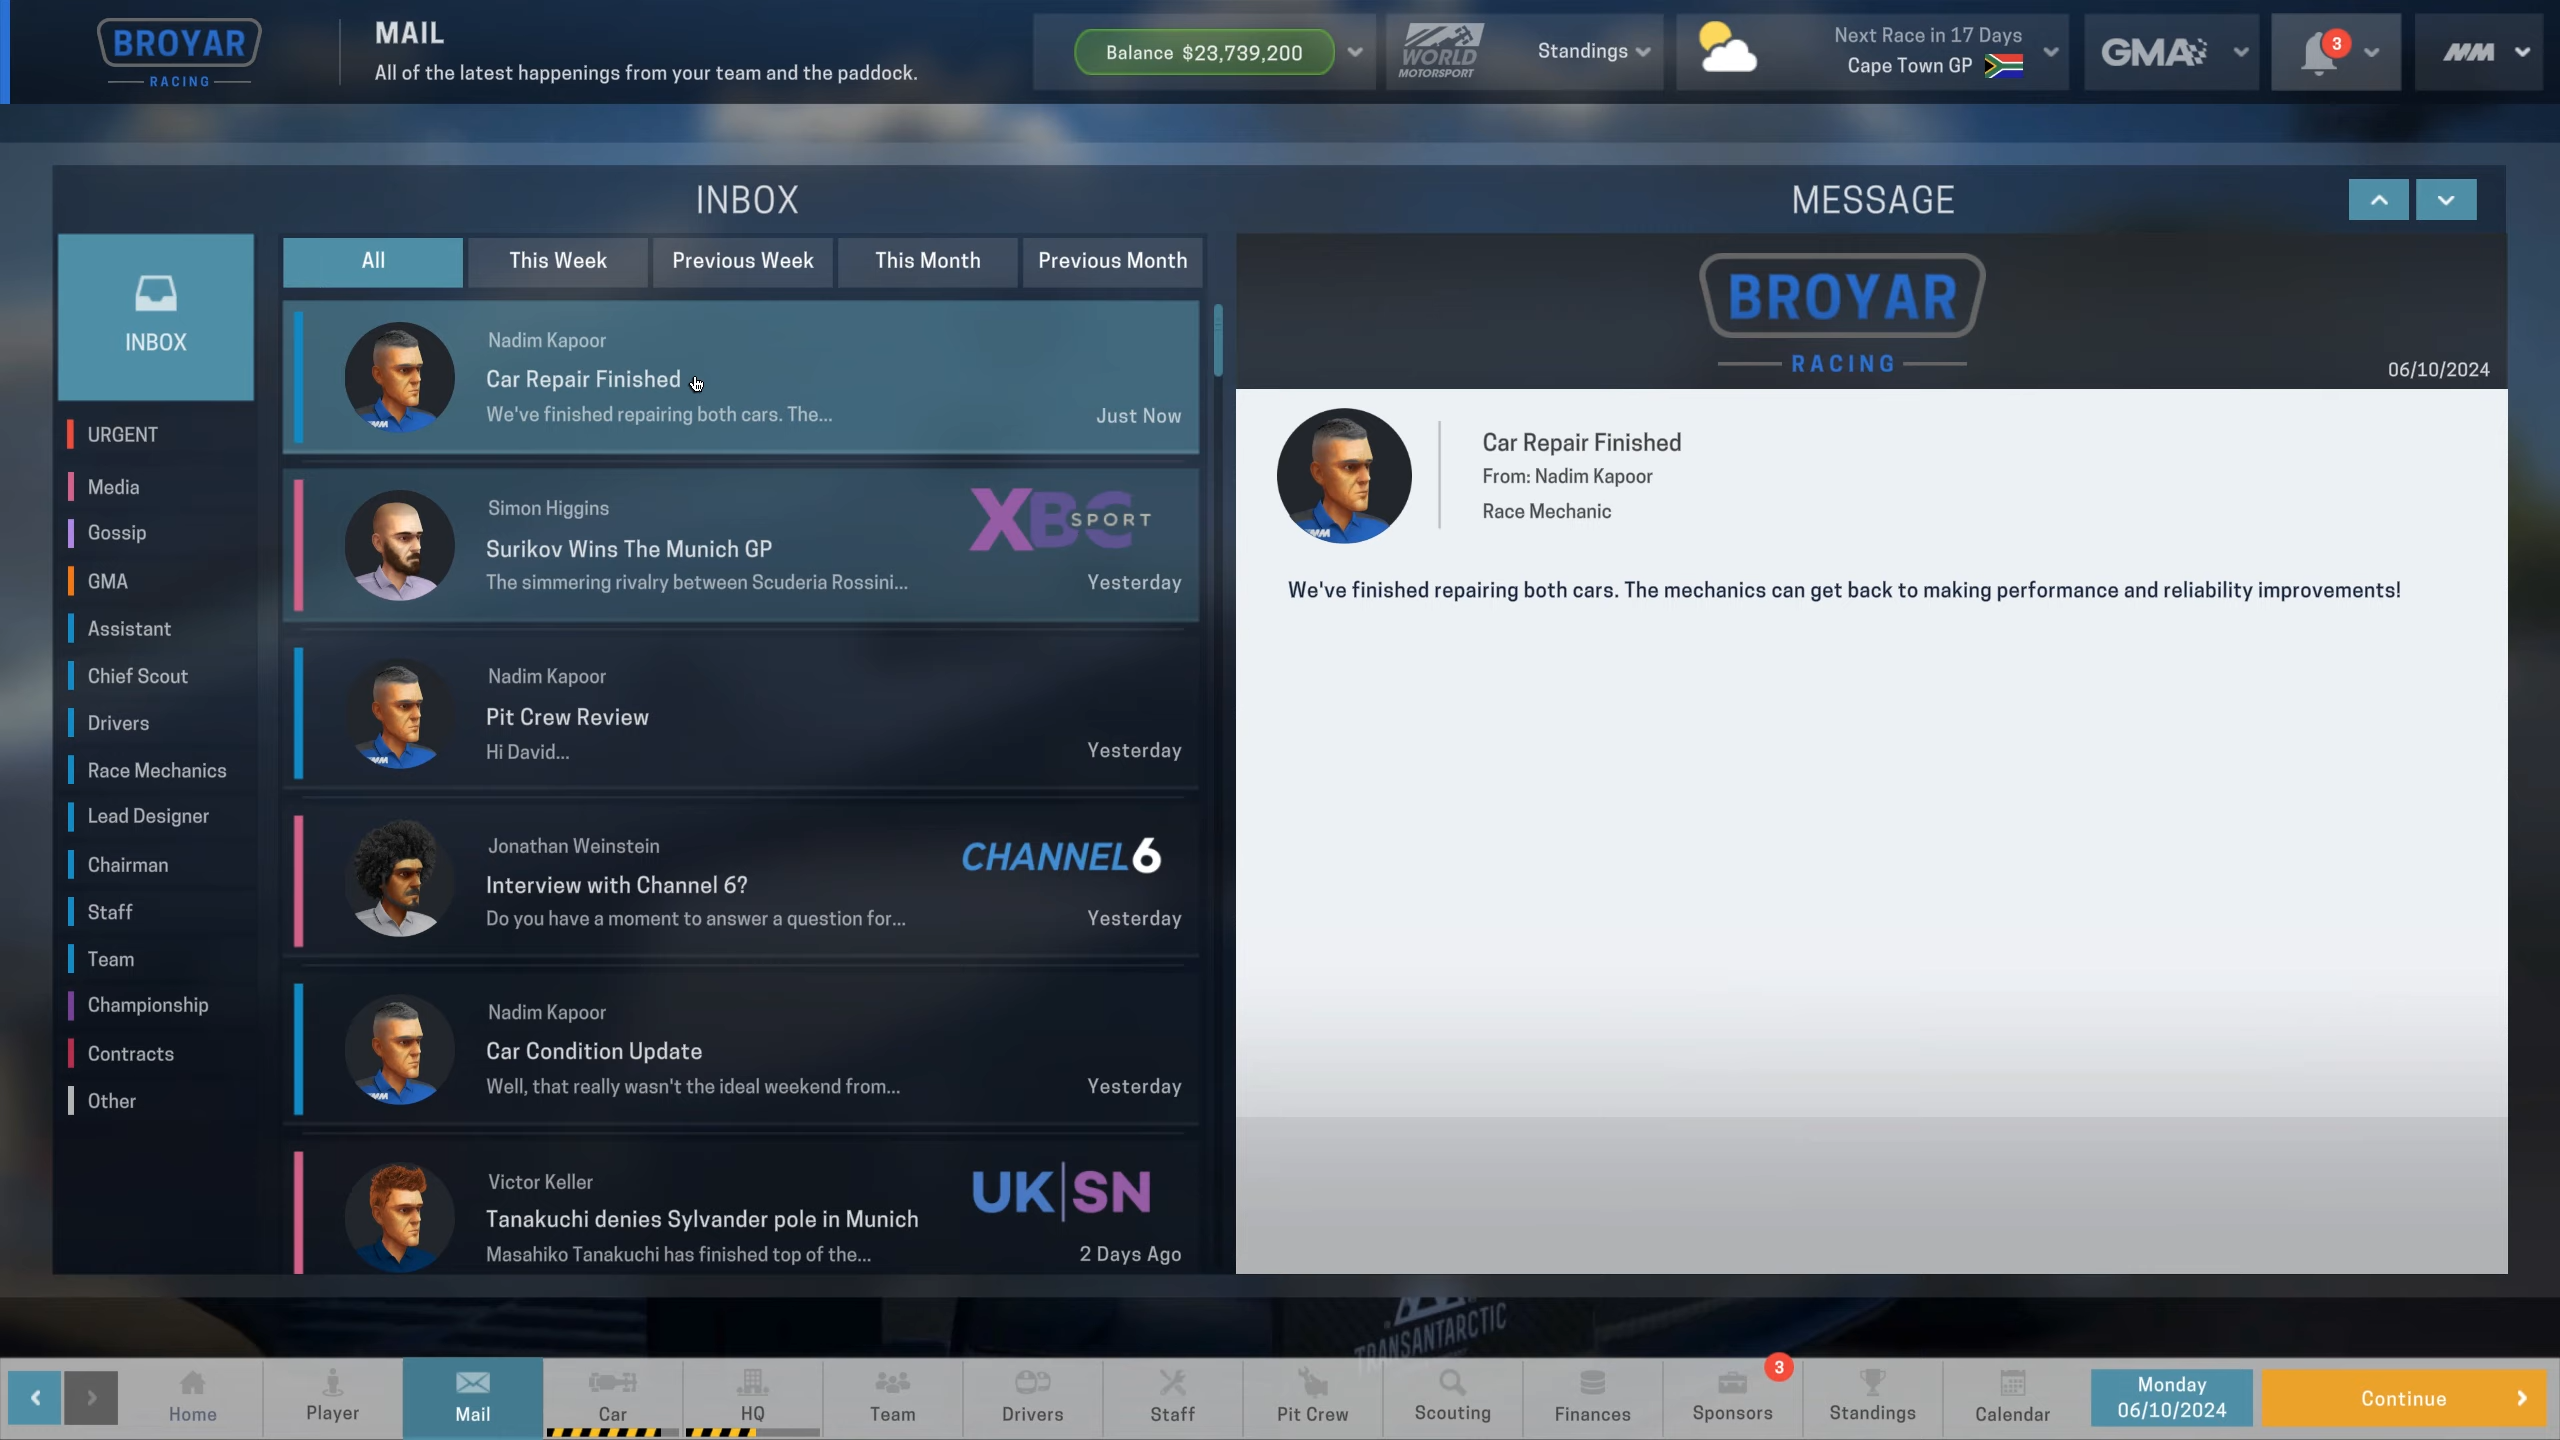 BROYAR
RACING
MAIL
All of the latest happenings from your team and the paddock.
Balance $23,739,200
WORLD
MOTORSPORT
Standings
Next Race in 17 Days
Cape Town GP
GMA
3
MM
INBOX
MESSAGE
INBOX
URGENT
Media
Gossip
GMA
Assistant
Chief Scout
Drivers
Race Mechanics
Lead Designer
Chairman
Staff
Team
Championship
Contracts
Other
All
This Week
Previous Week
This Month
Previous Month
Nadim Kapoor
Car Repair Finished
We've finished repairing both cars. The...
Just Now
Simon Higgins
Surikov Wins The Munich GP
The simmering rivalry between Scuderia Rossini...
XBC SPORT
Yesterday
Nadim Kapoor
Pit Crew Review
Hi David...
Yesterday
Jonathan Weinstein
Interview with Channel 6?
Do you have a moment to answer a question for...
CHANNEL6
Yesterday
Nadim Kapoor
Car Condition Update
Well, that really wasn't the ideal weekend from...
Yesterday
Victor Keller
Tanakuchi denies Sylvander pole in Munich
Masahiko Tanakuchi has finished top of the...
UK|SN
2 Days Ago
BROYAR
RACING
06/10/2024
Car Repair Finished
From: Nadim Kapoor
Race Mechanic
We've finished repairing both cars. The mechanics can get back to making performance and reliability improvements!
TRANSANTARCTIC
Home
Player
Mail
Car
HQ
Team
Drivers
Staff
Pit Crew
Scouting
Finances
3
Sponsors
Standings
Calendar
Monday
06/10/2024
Continue